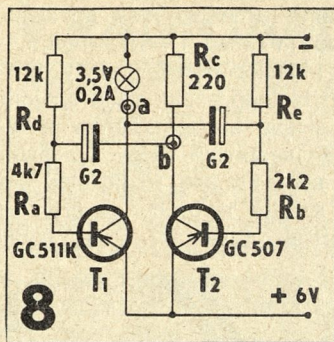 −
12k
3,5V
0,2A
Rc
220
12k
Rd
a
Re
b
G2
G2
4k7
2k2
Ra
Rb
GC511K
GC507
T1
T2
8
+ 6V